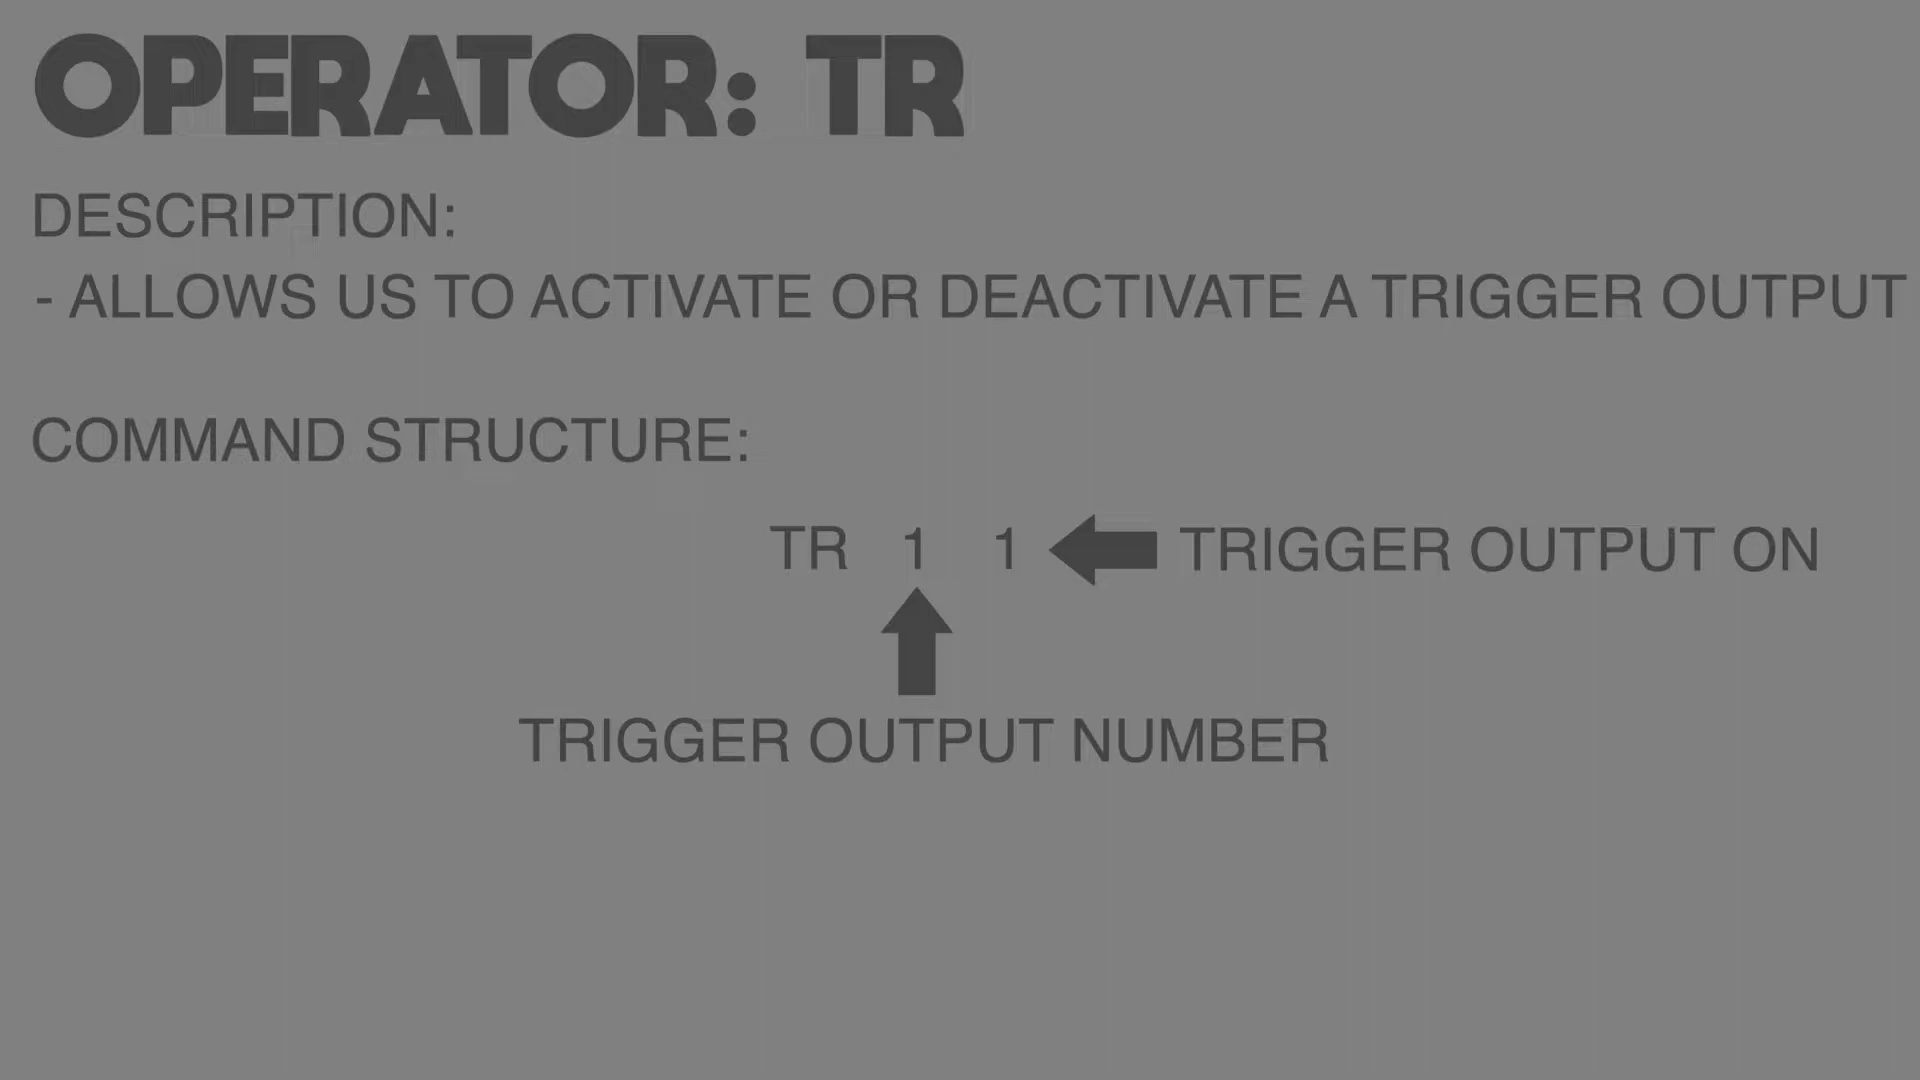 OPERATOR: TR
DESCRIPTION:
- ALLOWS US TO ACTIVATE OR DEACTIVATE A TRIGGER OUTPUT
COMMAND STRUCTURE:
TR 1 1 TRIGGER OUTPUT ON
TRIGGER OUTPUT NUMBER